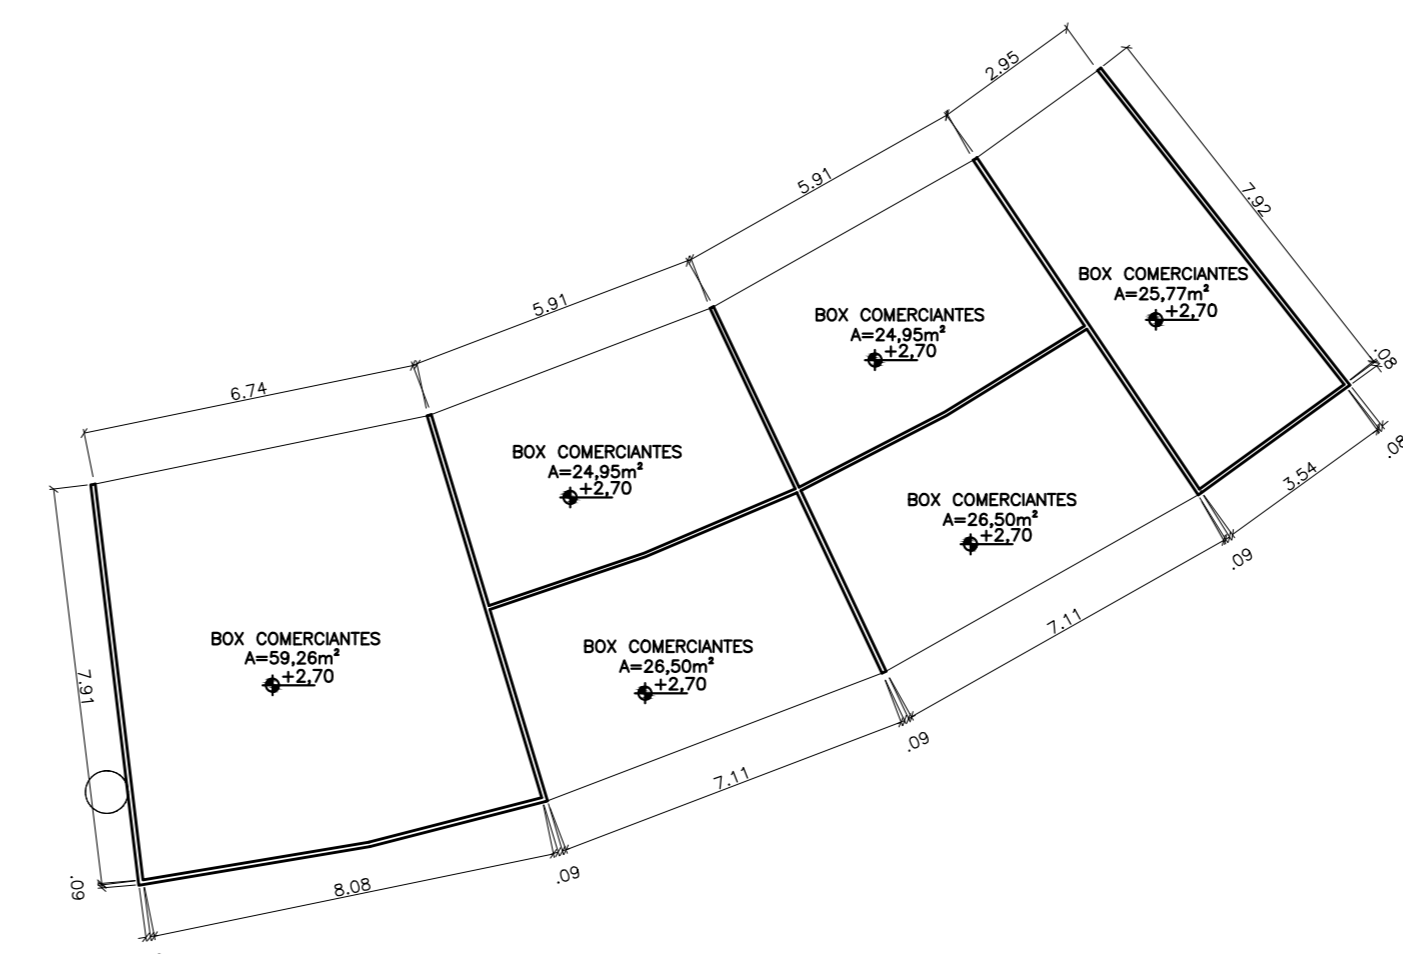 2.95
5.91
7.92
BOX COMERCIANTES
A=25,77m²
+2,70
5.91
BOX COMERCIANTES
A=24,95m²
+2,70
.08
6.74
BOX COMERCIANTES
A=24,95m²
+2,70
.08
3.54
BOX COMERCIANTES
A=26,50m²
+2,70
.09
BOX COMERCIANTES
A=59,26m²
+2,70
BOX COMERCIANTES
A=26,50m²
+2,70
7.11
7.91
.09
7.11
.09
8.08
.09